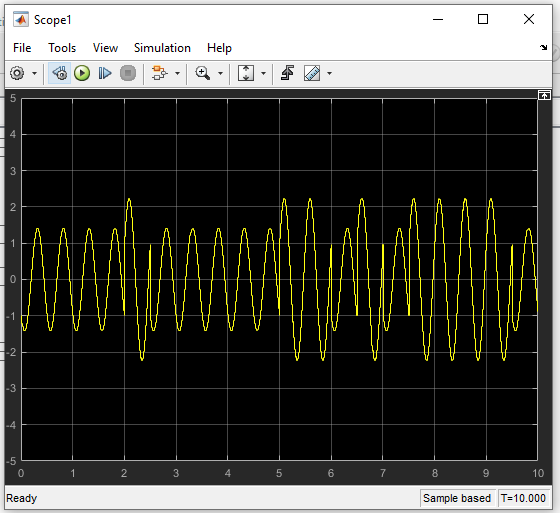 Scope1
File Tools View Simulation Help
5
4
3
2
1
0
-1
-2
-3
-4
-5
0 1 2 3 4 5 6 7 8 9 10
Ready Sample based T=10.000